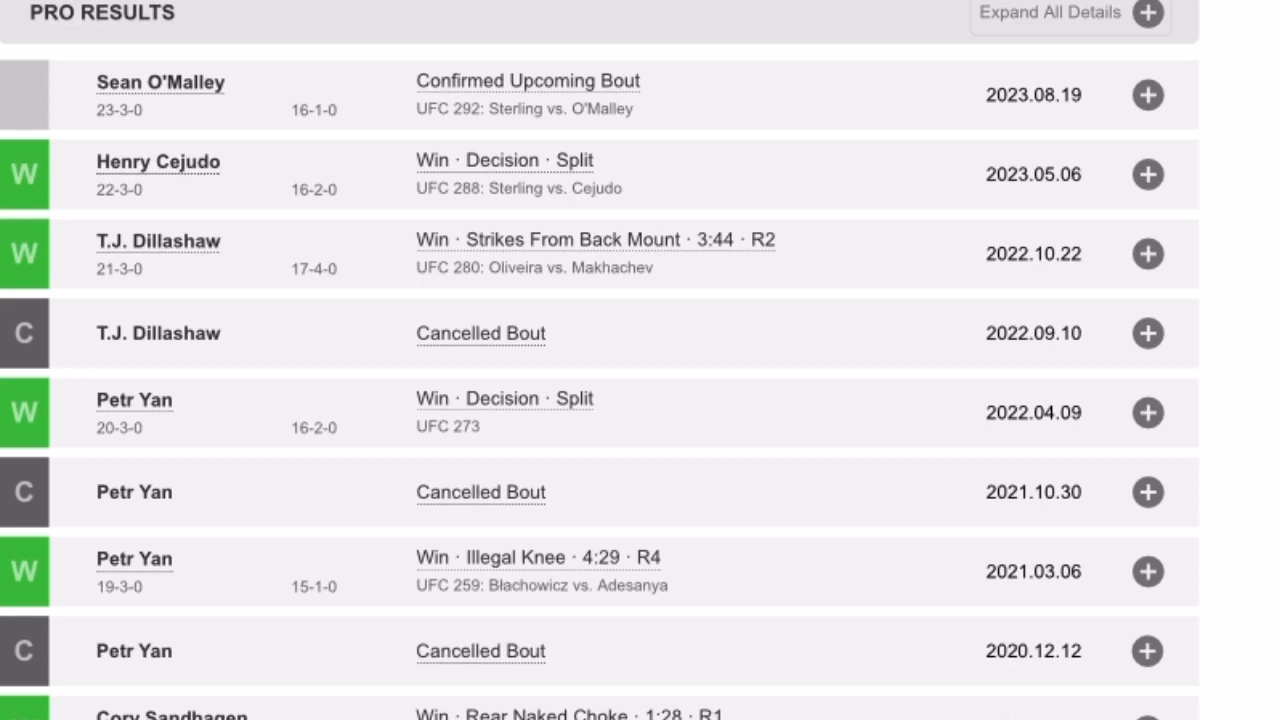 PRO RESULTS
Expand All Details
Sean O'Malley
Confirmed Upcoming Bout
23-3-0 16-1-0
UFC 292: Sterling vs. O'Malley
2023.08.19
W
Henry Cejudo
Win · Decision · Split
22-3-0 16-2-0
UFC 288: Sterling vs. Cejudo
2023.05.06
W
T.J. Dillashaw
Win · Strikes From Back Mount · 3:44 · R2
21-3-0 17-4-0
UFC 280: Oliveira vs. Makhachev
2022.10.22
C
T.J. Dillashaw
Cancelled Bout
2022.09.10
W
Petr Yan
Win · Decision · Split
20-3-0 16-2-0
UFC 273
2022.04.09
C
Petr Yan
Cancelled Bout
2021.10.30
W
Petr Yan
Win · Illegal Knee · 4:29 · R4
19-3-0 15-1-0
UFC 259: Błachowicz vs. Adesanya
2021.03.06
C
Petr Yan
Cancelled Bout
2020.12.12
Cory Sandhagen
Win · Rear Naked Choke · 1:28 · R1